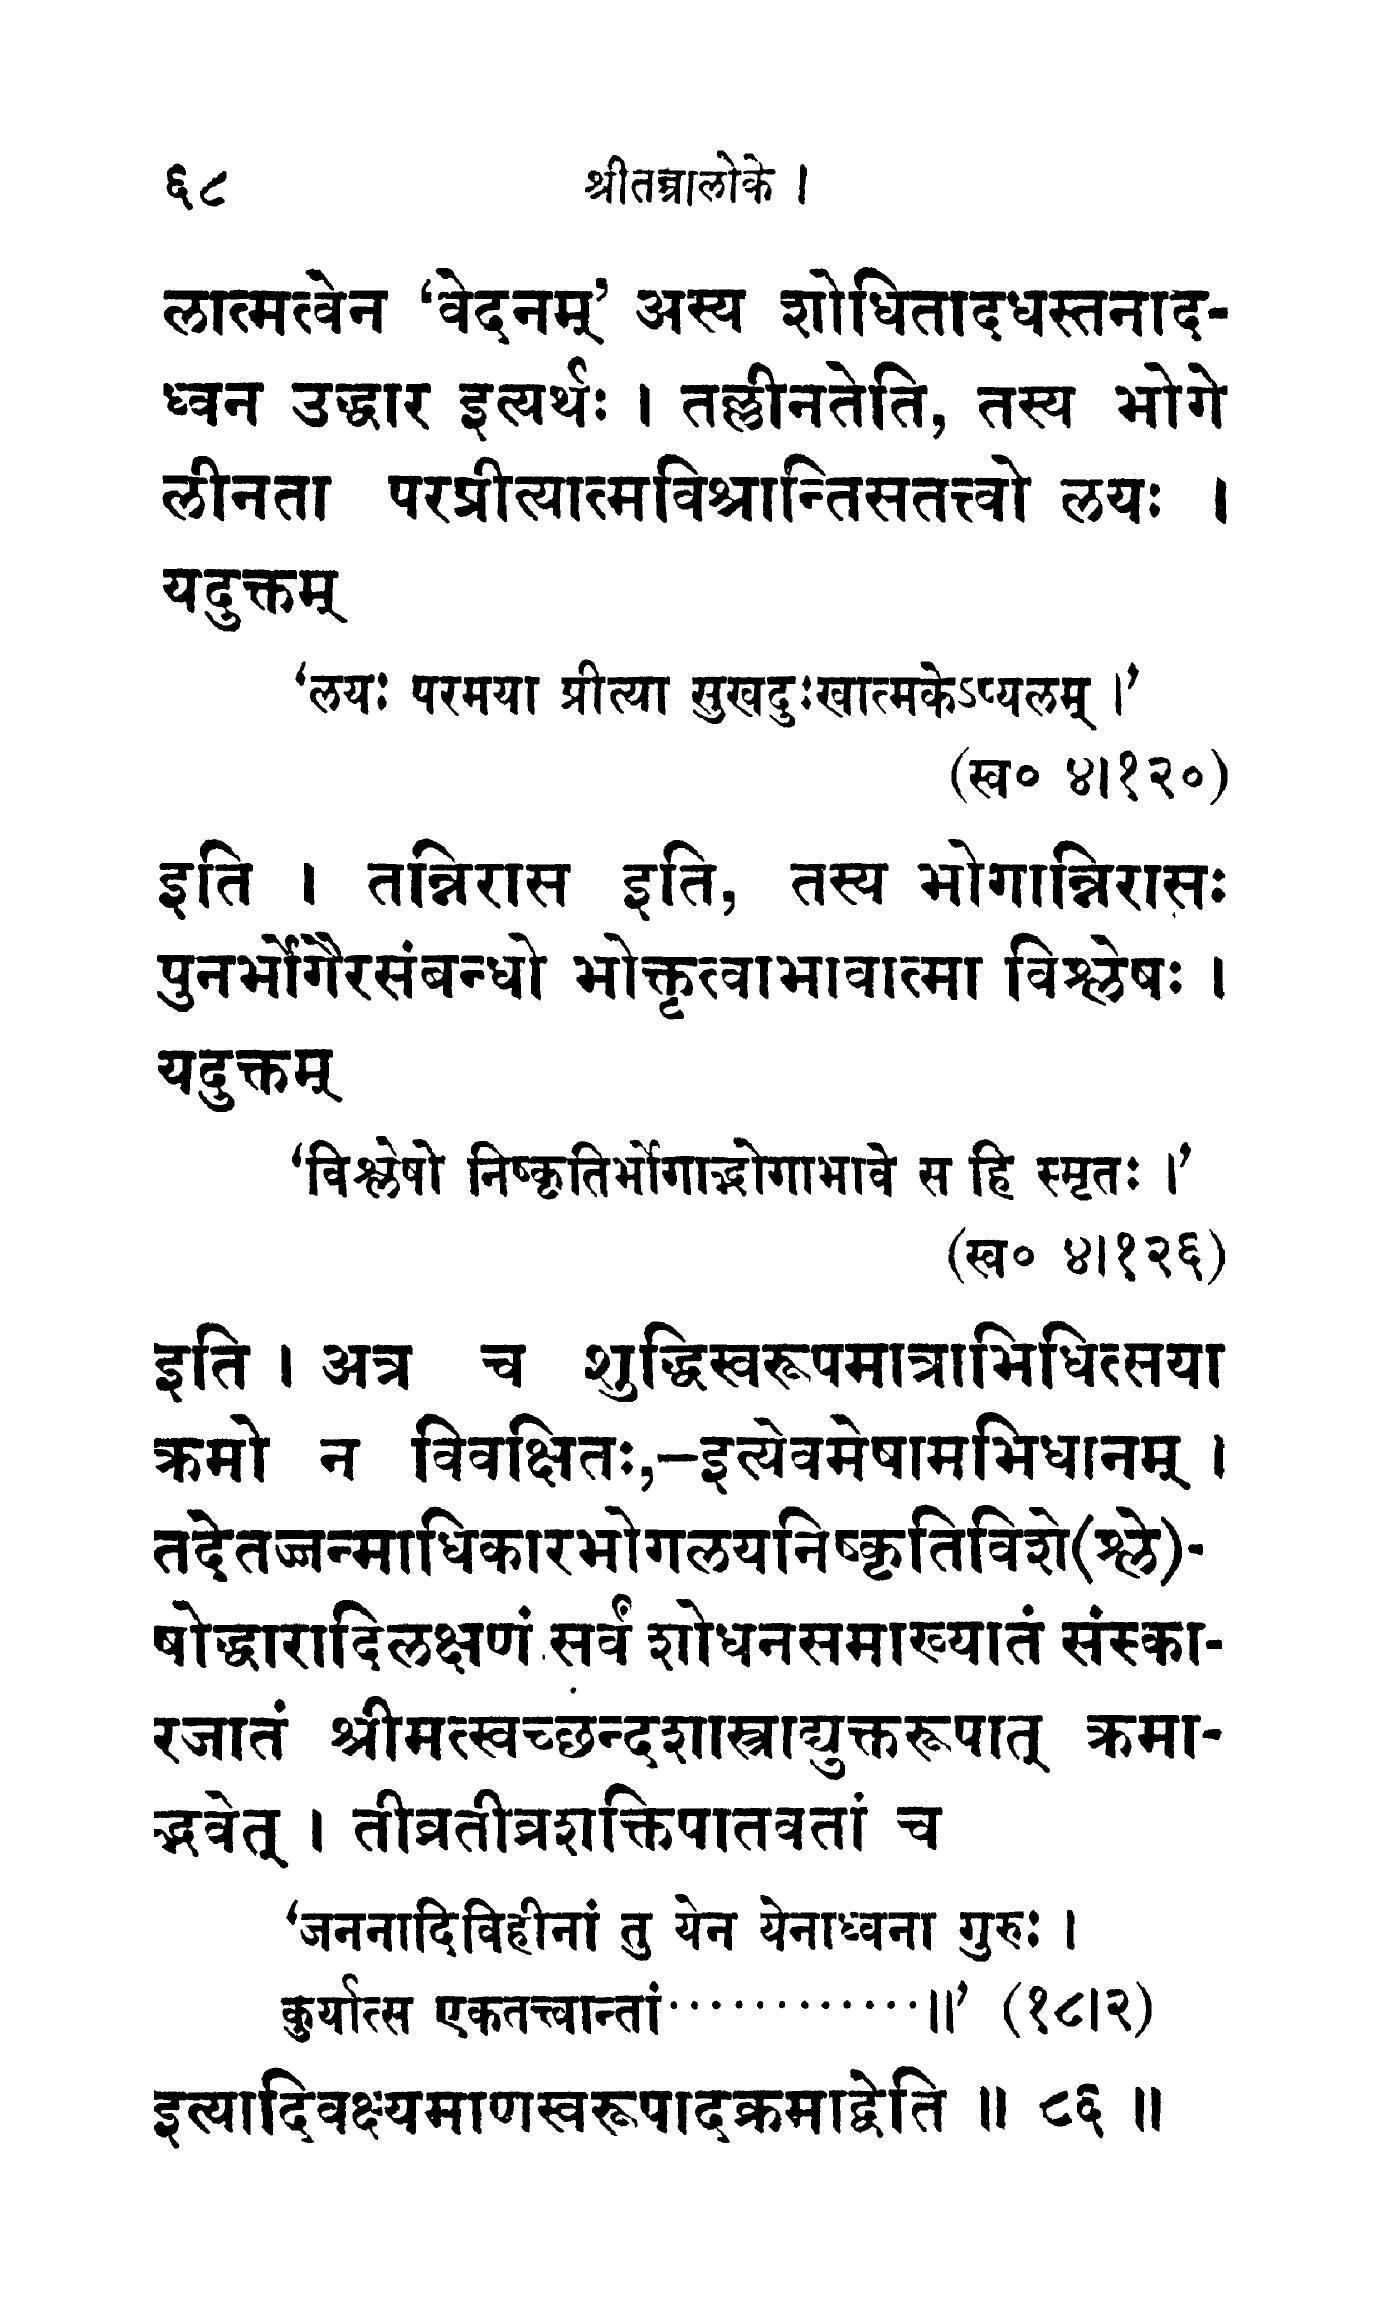 ६८ श्रीतन्त्रालोके ।
लात्मत्वेन ‘वेदनम्’ अस्य शोधितादधस्तनाद-
ध्वन उद्धार इत्यर्थः । तल्लीनतेति, तस्य भोगे
लीनता परप्रीत्यात्मविश्रान्तिसतत्त्वो लयः ।
यदुक्तम्
‘लयः परमया प्रीत्या सुखदुःखात्मकेऽप्यलम् ।’
(स्व० ४।१२०)
इति । तन्निरास इति, तस्य भोगान्निरासः
पुनर्भोगैरसंबन्धो भोक्तृत्वाभावात्मा विश्लेषः ।
यदुक्तम्
‘विश्लेषो निष्कृतिर्भोगाद्भोगाभावे स हि स्मृतः ।’
(स्व० ४।१२६)
इति । अत्र च शुद्धिस्वरूपमात्राभिधित्सया
क्रमो न विवक्षितः,–इत्येवमेषामभिधानम् ।
तदेतज्जन्माधिकारभोगलयनिष्कृतिविशे(श्ले)-
षोद्धारादिलक्षणं सर्वं शोधनसमाख्यातं संस्का-
रजातं श्रीमत्स्वच्छन्दशास्त्राद्युक्तरूपात् क्रमा-
द्भवेत् । तीव्रतीव्रशक्तिपातवतां च
‘जननादिविहीनां तु येन येनाध्वना गुरुः ।
कुर्यात्स एकतत्त्वान्तां············॥’ (१८।२)
इत्यादिवक्ष्यमाणस्वरूपादक्रमाद्वेति ॥ ८६ ॥